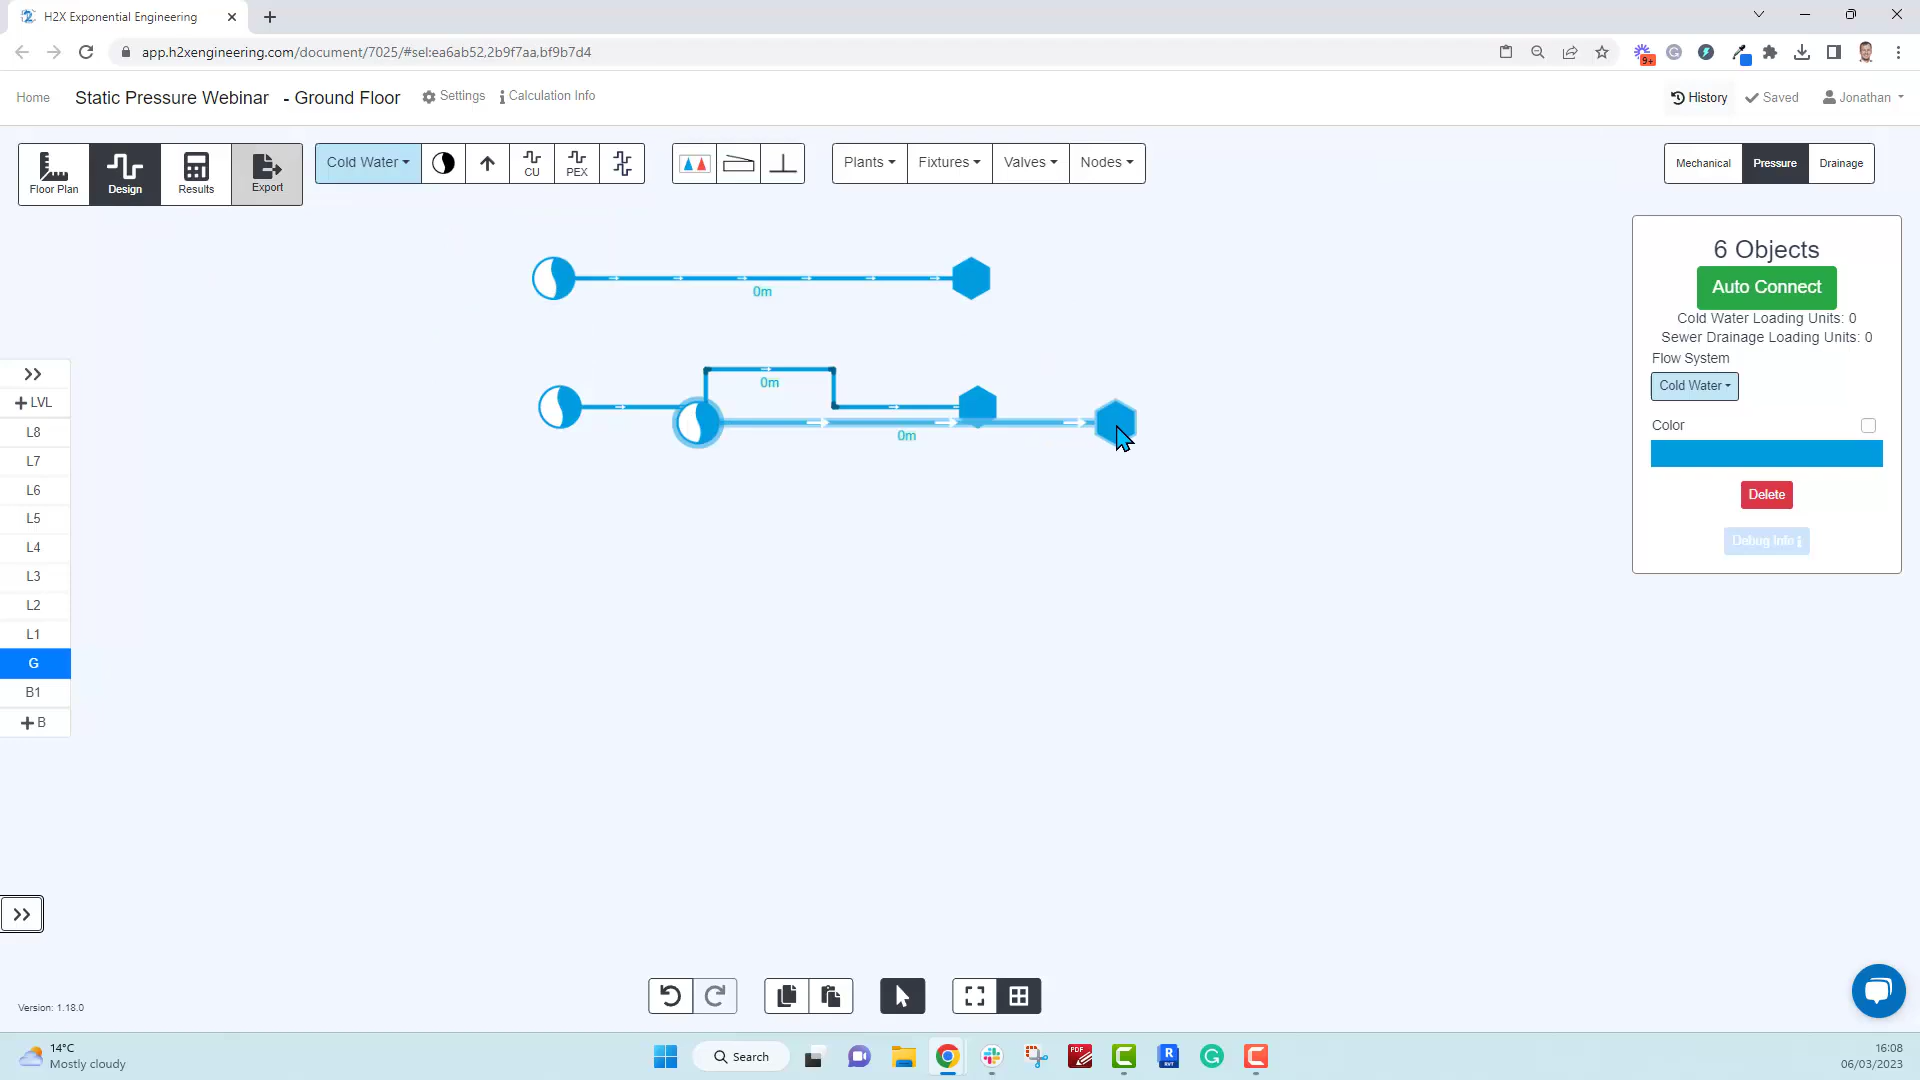 H2X Exponential Engineering
app.h2xengineering.com/document/7025/#sel:ea6ab52,2b9f7aa,bf9b7d4
9+
Home
Static Pressure Webinar - Ground Floor
Settings
Calculation Info
History
Saved
Jonathan
Floor Plan
Design
Results
Export
Cold Water
CU
PEX
Plants
Fixtures
Valves
Nodes
Mechanical
Pressure
Drainage
6 Objects
Auto Connect
Cold Water Loading Units: 0
Sewer Drainage Loading Units: 0
Flow System
Cold Water
Color
Delete
Debug Info
0m
0m
0m
LVL
L8
L7
L6
L5
L4
L3
L2
L1
G
B1
B
Version: 1.18.0
14°C
Mostly cloudy
Search
PDF
R
RVT
16:08
06/03/2023